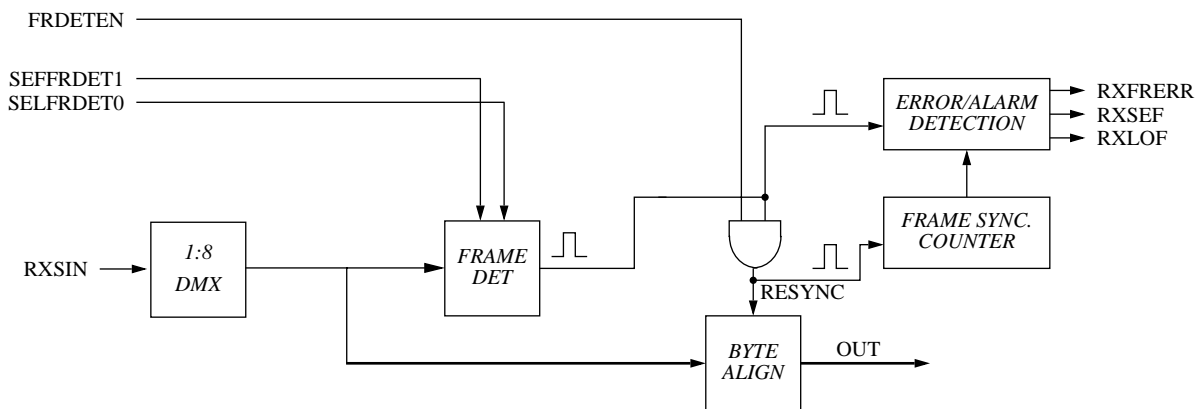 FRDETEN
SEFFRDET1
SELFRDET0
ERROR/ALARM
DETECTION
RXFRERR
RXSEF
RXLOF
FRAME SYNC.
COUNTER
RXSIN
1:8
DMX
FRAME
DET
RESYNC
BYTE
ALIGN
OUT